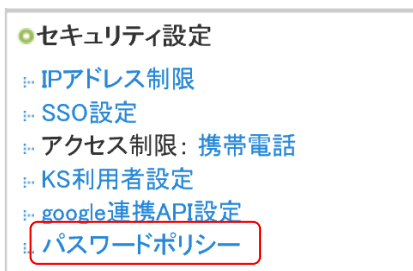 セキュリティ設定
IPアドレス制限
SSO設定
アクセス制限： 携帯電話
KS利用者設定
google連携API設定
パスワードポリシー